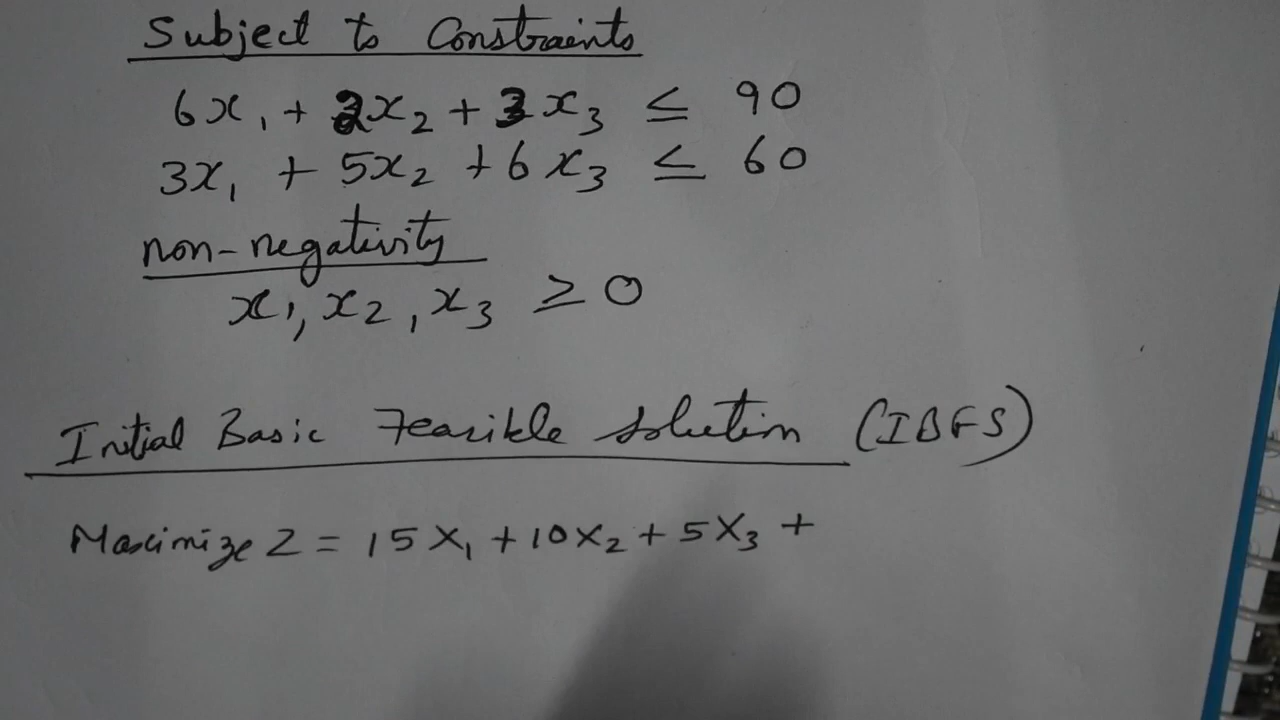 Subject to Constraints
6x₁ + 2x₂ + 3x₃ ≤ 90
3x₁ + 5x₂ + 6x₃ ≤ 60
non-negativity
x₁, x₂, x₃ ≥ 0
Initial Basic Feasible Solution (IBFS)
Maximize Z = 15X₁ + 10X₂ + 5X₃ +